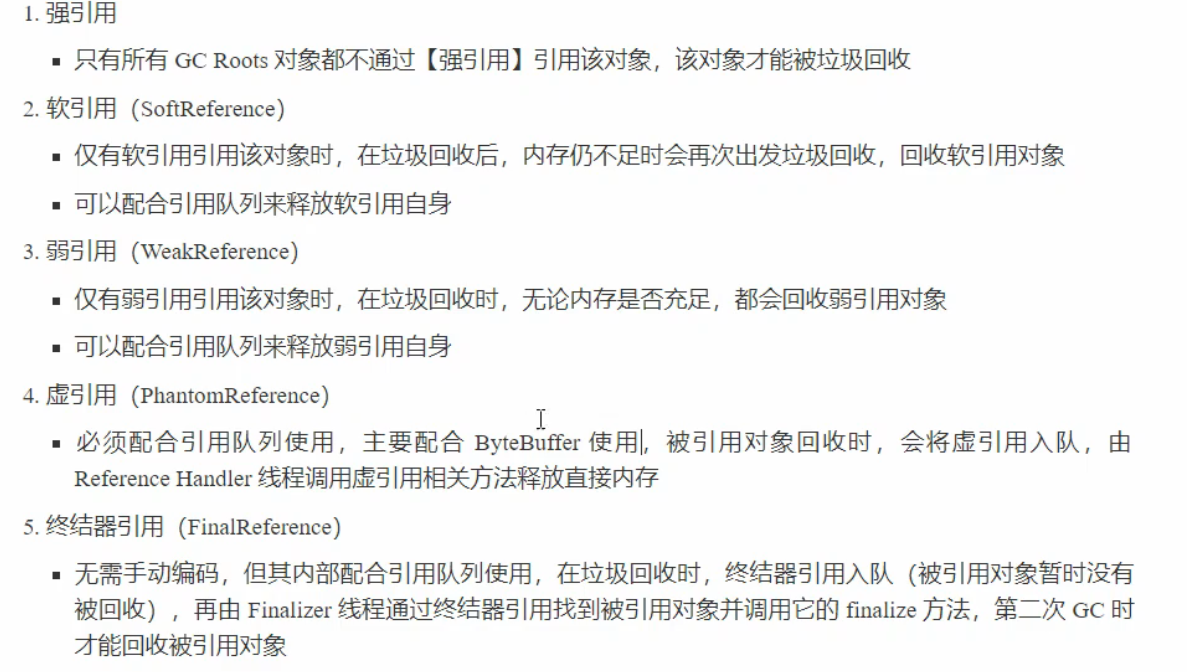 1. 强引用
▪ 只有所有 GC Roots 对象都不通过【强引用】引用该对象，该对象才能被垃圾回收
2. 软引用（SoftReference）
▪ 仅有软引用引用该对象时，在垃圾回收后，内存仍不足时会再次出发垃圾回收，回收软引用对象
▪ 可以配合引用队列来释放软引用自身
3. 弱引用（WeakReference）
▪ 仅有弱引用引用该对象时，在垃圾回收时，无论内存是否充足，都会回收弱引用对象
▪ 可以配合引用队列来释放弱引用自身
4. 虚引用（PhantomReference）
▪ 必须配合引用队列使用，主要配合 ByteBuffer 使用，被引用对象回收时，会将虚引用入队，由
Reference Handler 线程调用虚引用相关方法释放直接内存
5. 终结器引用（FinalReference）
▪ 无需手动编码，但其内部配合引用队列使用，在垃圾回收时，终结器引用入队（被引用对象暂时没有
被回收），再由 Finalizer 线程通过终结器引用找到被引用对象并调用它的 finalize 方法，第二次 GC 时
才能回收被引用对象